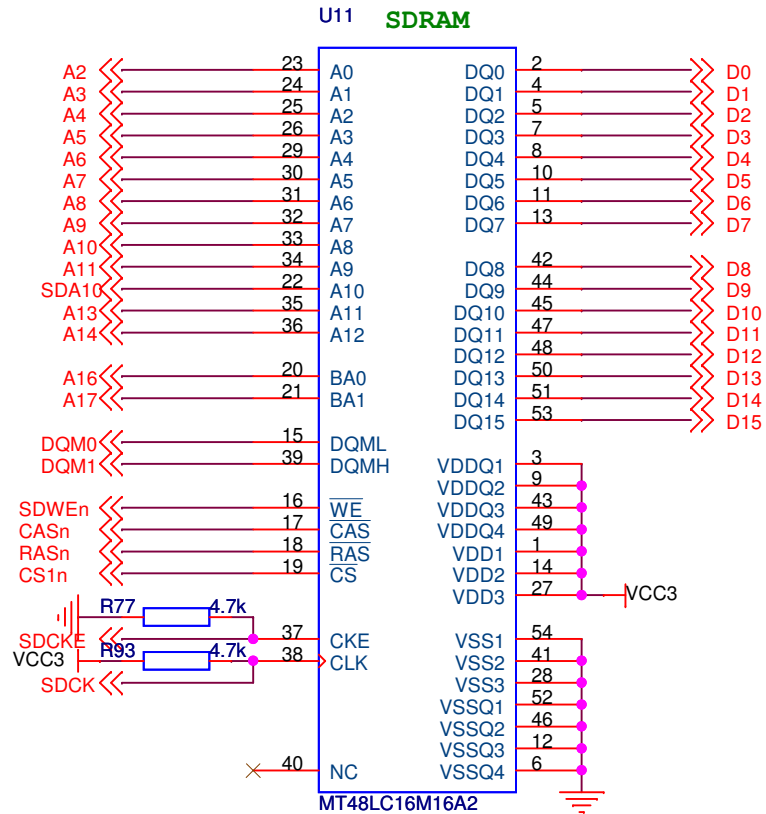 U11 SDRAM
A2 23 A0 DQ0 2 D0
A3 24 A1 DQ1 4 D1
A4 25 A2 DQ2 5 D2
A5 26 A3 DQ3 7 D3
A6 29 A4 DQ4 8 D4
A7 30 A5 DQ5 10 D5
A8 31 A6 DQ6 11 D6
A9 32 A7 DQ7 13 D7
A10 33 A8
A11 34 A9 DQ8 42 D8
SDA10 22 A10 DQ9 44 D9
A13 35 A11 DQ10 45 D10
A14 36 A12 DQ11 47 D11
DQ12 48 D12
A16 20 BA0 DQ13 50 D13
A17 21 BA1 DQ14 51 D14
DQ15 53 D15
DQM0 15 DQML
DQM1 39 DQMH VDDQ1 3
VDDQ2 9
SDWEn 16 WE VDDQ3 43
CASn 17 CAS VDDQ4 49
RASn 18 RAS VDD1 1
CS1n 19 CS VDD2 14
VDD3 27 VCC3
R77 4.7k
SDCKE 37 CKE VSS1 54
VCC3 R93 4.7k 38 CLK VSS2 41
SDCK VSS3 28
VSSQ1 52
VSSQ2 46
VSSQ3 12
40 NC VSSQ4 6
MT48LC16M16A2